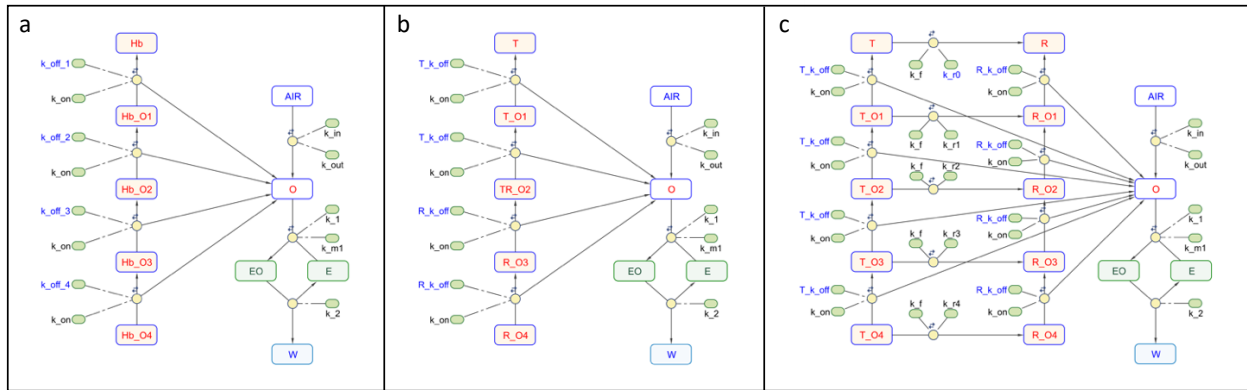 a
Hb
k_off_1
k_on
AIR
Hb_O1
k_in
k_off_2
k_out
k_on
Hb_O2
O
k_off_3
k_1
k_on
k_m1
Hb_O3
EO
E
k_off_4
k_on
k_2
Hb_O4
W
b
T
T_k_off
k_on
AIR
T_O1
k_in
T_k_off
k_out
k_on
TR_O2
O
R_k_off
k_1
k_on
k_m1
R_O3
EO
E
R_k_off
k_on
k_2
R_O4
W
c
T
R
k_f
k_r0
T_k_off
R_k_off
k_on
k_on
AIR
T_O1
R_O1
k_f
k_r1
k_in
T_k_off
R_k_off
k_out
k_on
k_on
k_f
k_r2
T_O2
R_O2
O
T_k_off
R_k_off
k_1
k_on
k_on
k_f
k_r3
k_m1
T_O3
R_O3
EO
E
T_k_off
R_k_off
k_on
k_on
k_f
k_r4
k_2
T_O4
R_O4
W